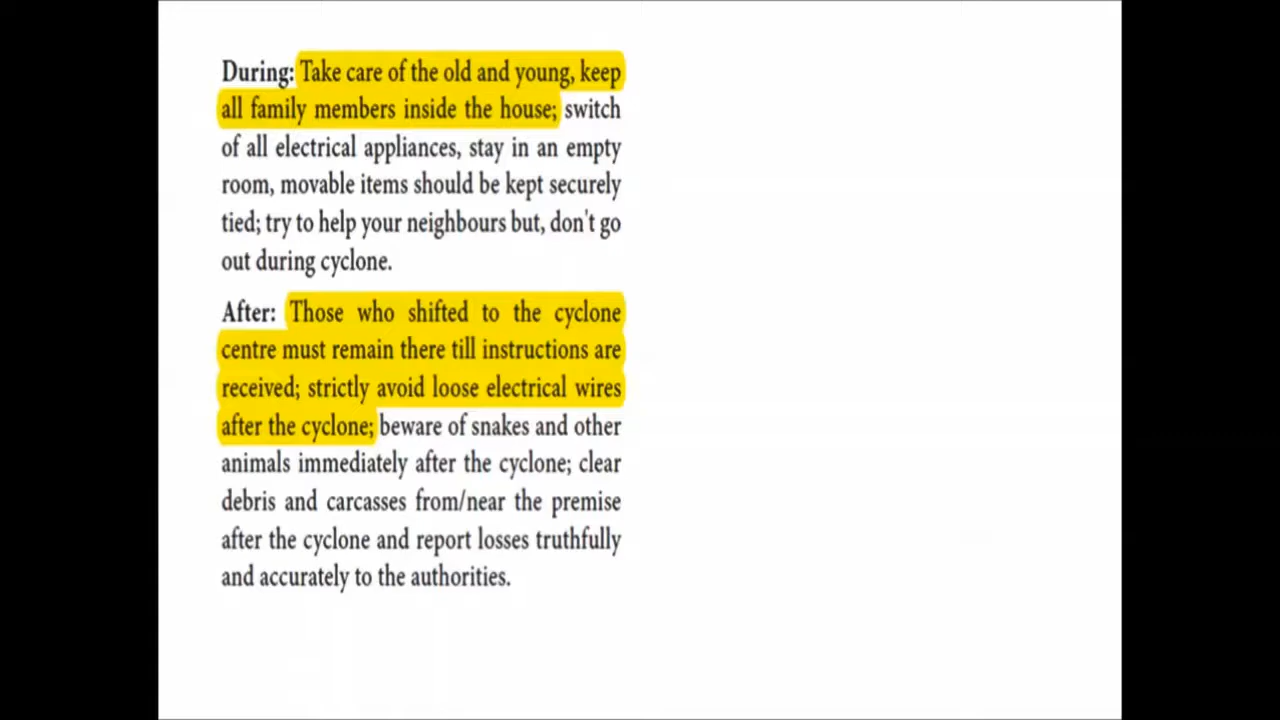 During: Take care of the old and young, keep
all family members inside the house; switch
of all electrical appliances, stay in an empty
room, movable items should be kept securely
tied; try to help your neighbours but, don't go
out during cyclone.
After: Those who shifted to the cyclone
centre must remain there till instructions are
received; strictly avoid loose electrical wires
after the cyclone; beware of snakes and other
animals immediately after the cyclone; clear
debris and carcasses from/near the premise
after the cyclone and report losses truthfully
and accurately to the authorities.